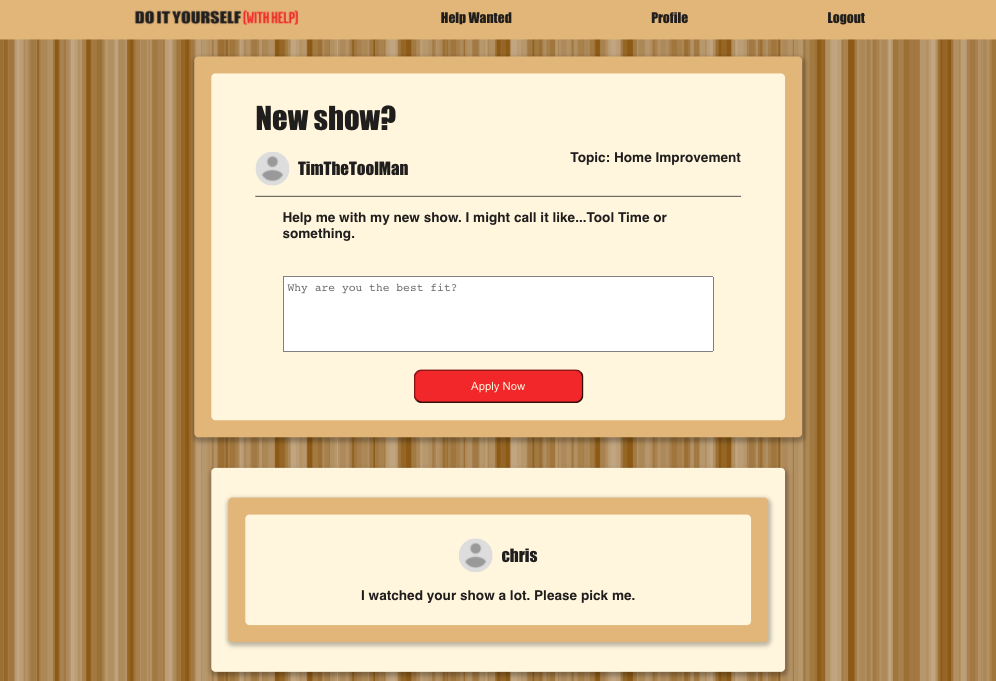 DO IT YOURSELF (WITH HELP) Help Wanted Profile Logout
New show?
TimTheToolMan Topic: Home Improvement
Help me with my new show. I might call it like...Tool Time or
something.
Why are you the best fit?
Apply Now
chris
I watched your show a lot. Please pick me.